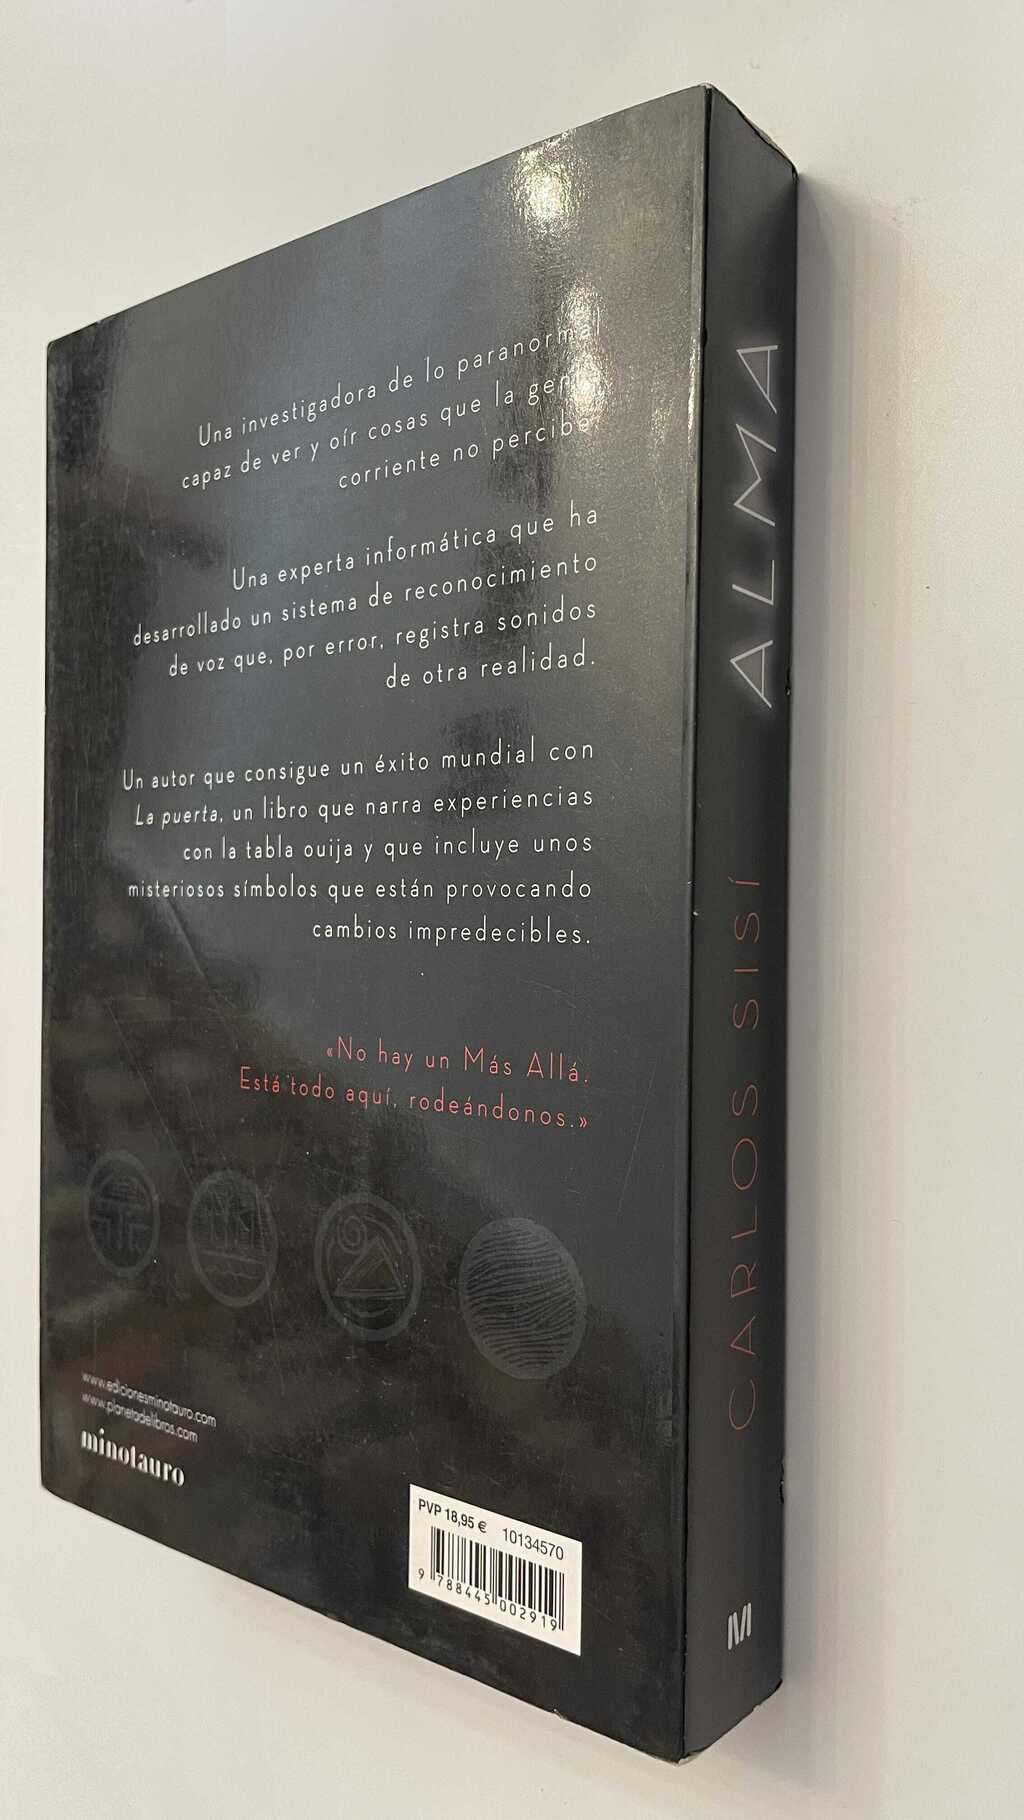 Una investigadora de lo paranormal
capaz de ver y oír cosas que la gente
corriente no percibe.
Una experta informática que ha
desarrollado un sistema de reconocimiento
de voz que, por error, registra sonidos
de otra realidad.
Un autor que consigue un éxito mundial con
La puerta, un libro que narra experiencias
con la tabla ouija y que incluye unos
misteriosos símbolos que están provocando
cambios impredecibles.
«No hay un Más Allá.
Está todo aquí, rodeándonos.»
www.edicionesminotauro.com
www.planetadelibros.com
minotauro
PVP 18,95 € 10134570
9 788445 002919
ALMA
CARLOS SISÍ
M